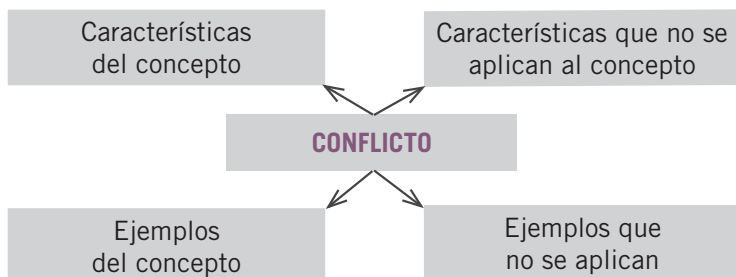 Características
del concepto
Características que no se
aplican al concepto
CONFLICTO
Ejemplos
del concepto
Ejemplos que
no se aplican